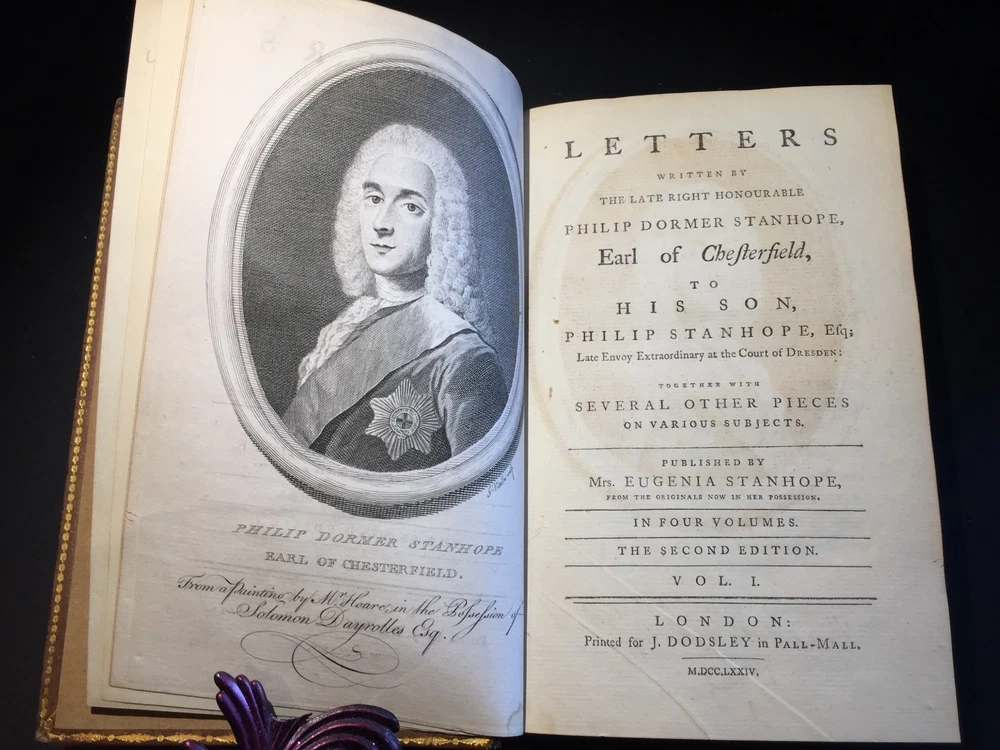 PHILIP DORMER STANHOPE
EARL OF CHESTERFIELD.
From a Painting by Mr. Hoare, in the Possession of
Solomon Dayrolles Esq.
LETTERS
WRITTEN BY
THE LATE RIGHT HONOURABLE
PHILIP DORMER STANHOPE,
Earl of Cheſterfield,
TO
HIS SON,
PHILIP STANHOPE, Eſq;
Late Envoy Extraordinary at the Court of DRESDEN:
TOGETHER WITH
SEVERAL OTHER PIECES
ON VARIOUS SUBJECTS.
PUBLISHED BY
Mrs. EUGENIA STANHOPE,
FROM THE ORIGINALS NOW IN HER POSSESSION.
IN FOUR VOLUMES.
THE SECOND EDITION.
VOL. I.
LONDON:
Printed for J. DODSLEY in PALL-MALL,
M.DCC.LXXIV.